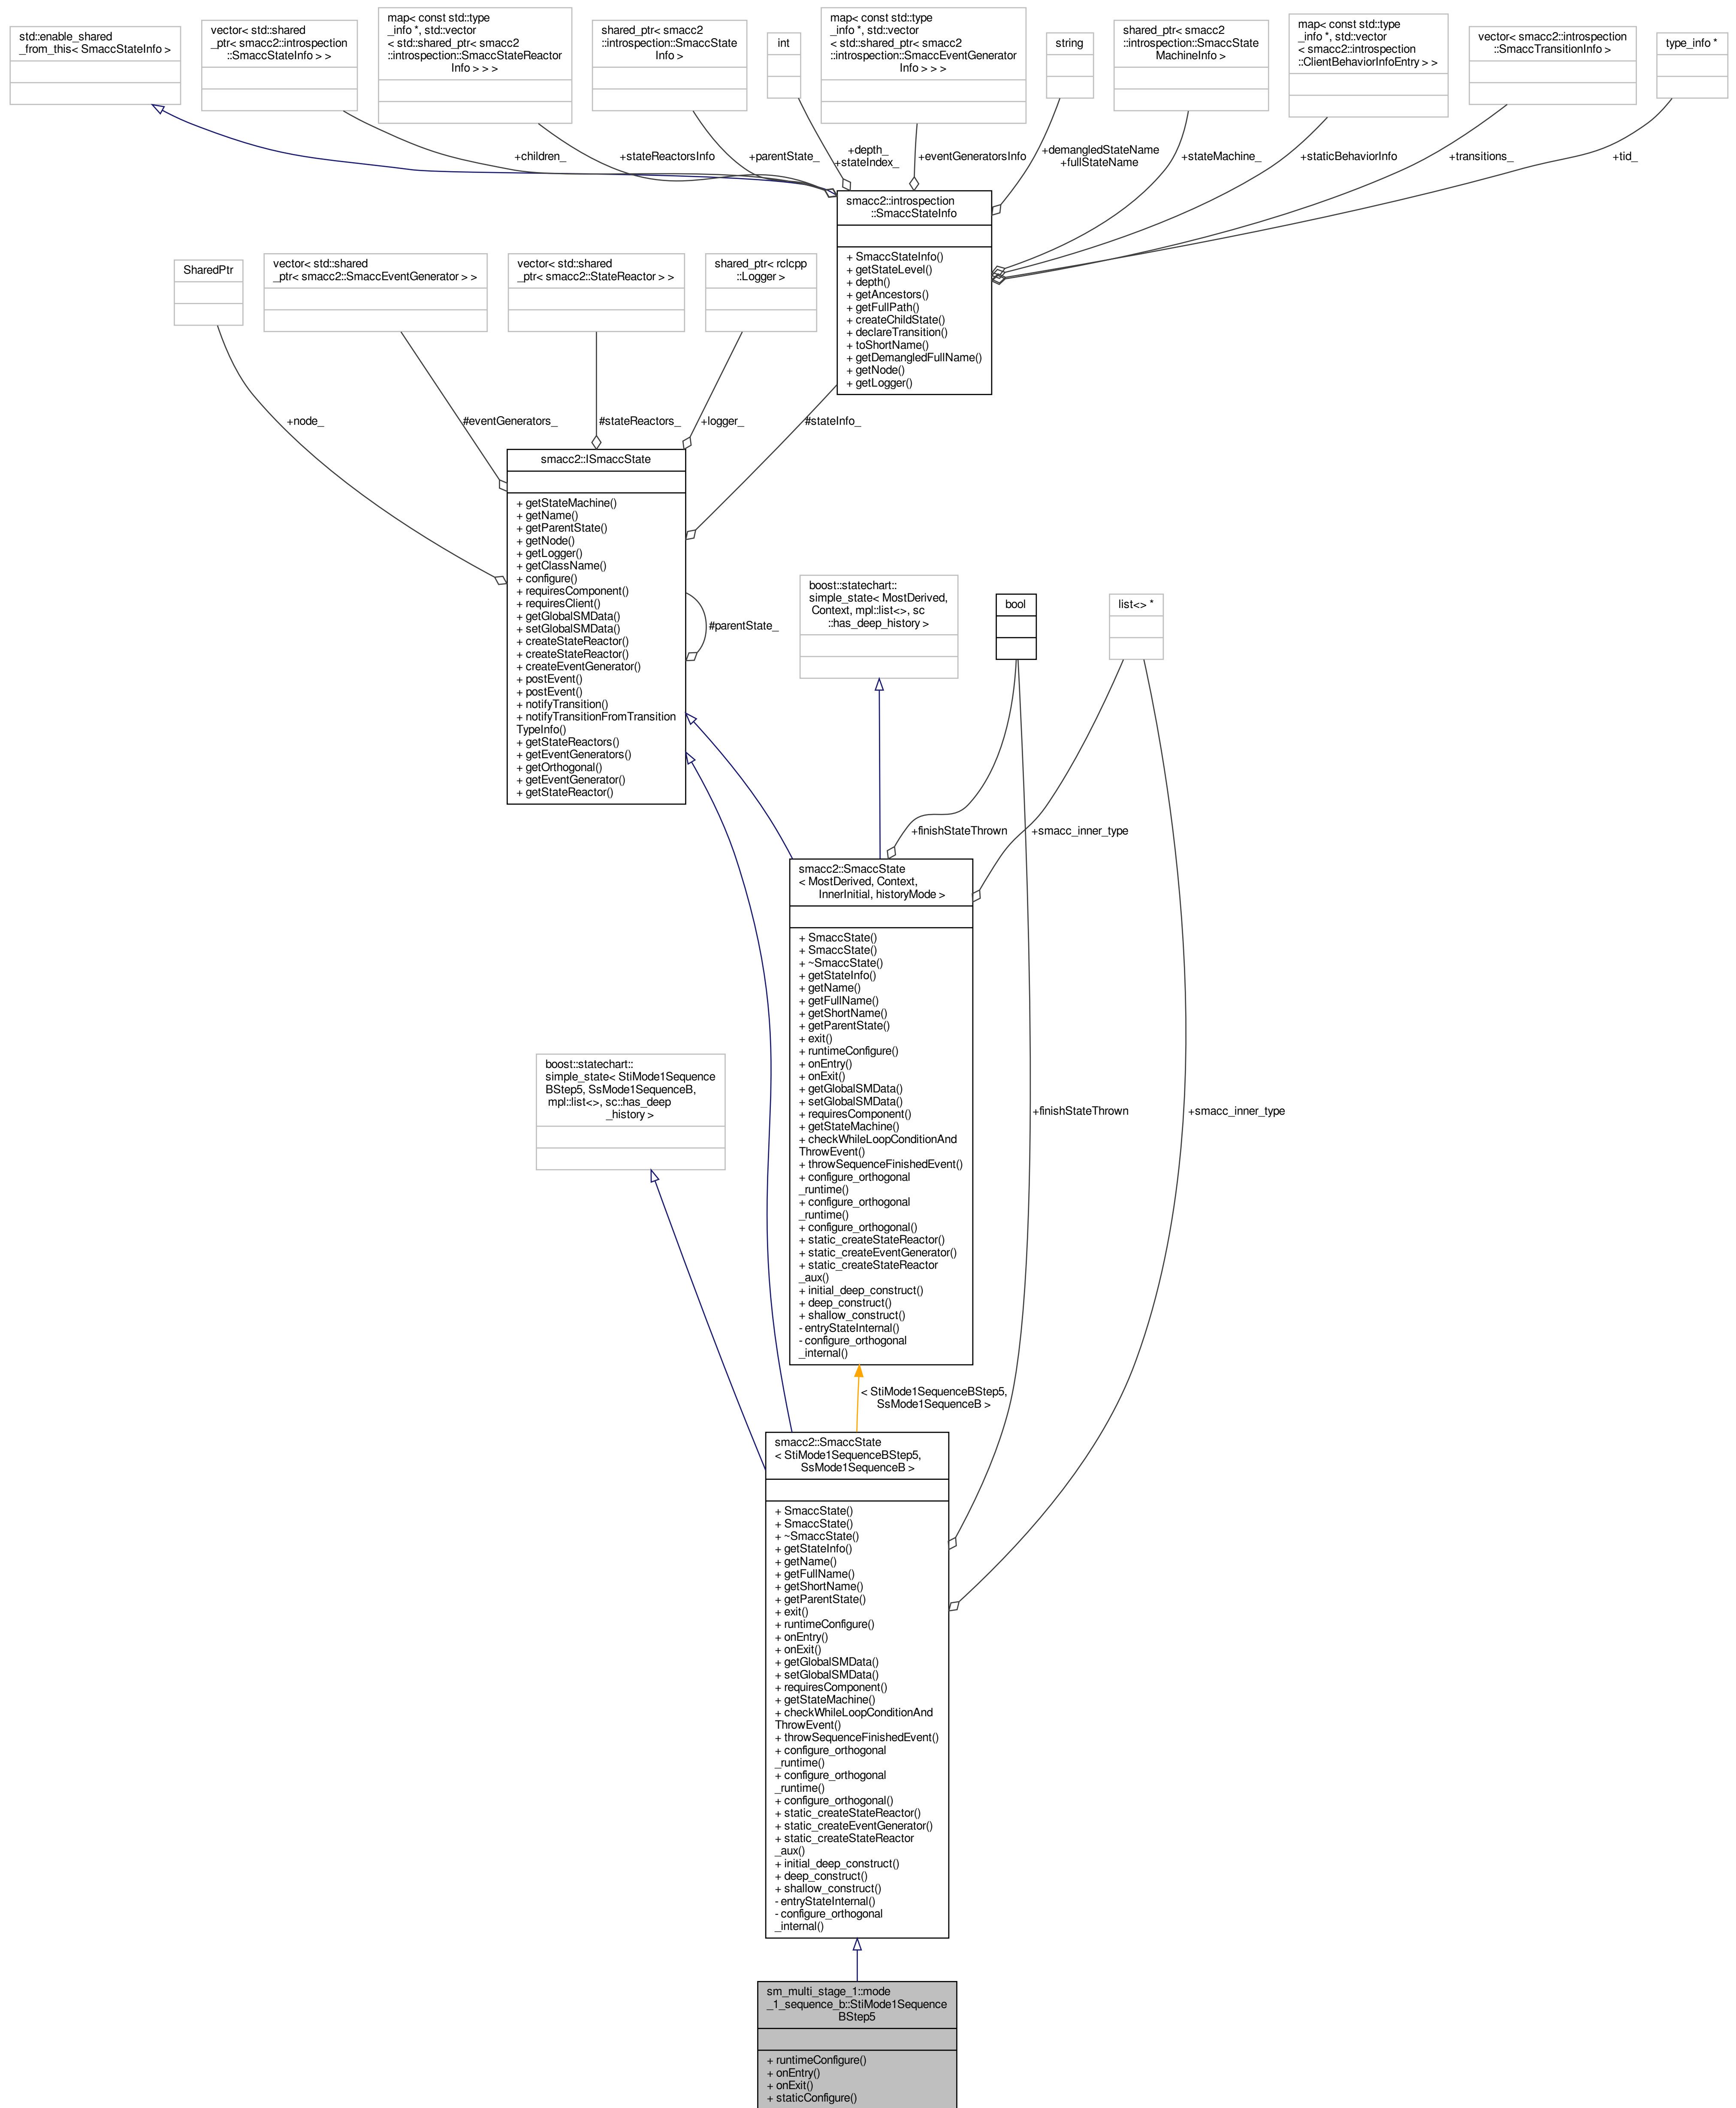 std::enable_shared
_from_this< SmaccStateInfo >
vector< std::shared
_ptr< smacc2::introspection
::SmaccStateInfo > >
map< const std::type
_info *, std::vector
< std::shared_ptr< smacc2
::introspection::SmaccStateReactor
Info > > >
shared_ptr< smacc2
::introspection::SmaccState
Info >
int
map< const std::type
_info *, std::vector
< std::shared_ptr< smacc2
::introspection::SmaccEventGenerator
Info > > >
string
shared_ptr< smacc2
::introspection::SmaccState
MachineInfo >
map< const std::type
_info *, std::vector
< smacc2::introspection
::ClientBehaviorInfoEntry > >
vector< smacc2::introspection
::SmaccTransitionInfo >
type_info *
+children_
+stateReactorsInfo
+parentState_
+depth_
+stateIndex_
+eventGeneratorsInfo
+demangledStateName
+fullStateName
+stateMachine_
+staticBehaviorInfo
+transitions_
+tid_
smacc2::introspection
::SmaccStateInfo
+ SmaccStateInfo()
+ getStateLevel()
+ depth()
+ getAncestors()
+ getFullPath()
+ createChildState()
+ declareTransition()
+ toShortName()
+ getDemangledFullName()
+ getNode()
+ getLogger()
SharedPtr
vector< std::shared
_ptr< smacc2::SmaccEventGenerator > >
vector< std::shared
_ptr< smacc2::StateReactor > >
shared_ptr< rclcpp
::Logger >
+node_
#eventGenerators_
#stateReactors_
+logger_
#stateInfo_
smacc2::ISmaccState
+ getStateMachine()
+ getName()
+ getParentState()
+ getNode()
+ getLogger()
+ getClassName()
+ configure()
+ requiresComponent()
+ requiresClient()
+ getGlobalSMData()
+ setGlobalSMData()
+ createStateReactor()
+ createStateReactor()
+ createEventGenerator()
+ postEvent()
+ postEvent()
+ notifyTransition()
+ notifyTransitionFromTransition
TypeInfo()
+ getStateReactors()
+ getEventGenerators()
+ getOrthogonal()
+ getEventGenerator()
+ getStateReactor()
#parentState_
boost::statechart::
simple_state< MostDerived,
Context, mpl::list<>, sc
::has_deep_history >
bool
list<> *
+finishStateThrown
+smacc_inner_type
smacc2::SmaccState
< MostDerived, Context,
InnerInitial, historyMode >
+ SmaccState()
+ SmaccState()
+ ~SmaccState()
+ getStateInfo()
+ getName()
+ getFullName()
+ getShortName()
+ getParentState()
+ exit()
+ runtimeConfigure()
+ onEntry()
+ onExit()
+ getGlobalSMData()
+ setGlobalSMData()
+ requiresComponent()
+ getStateMachine()
+ checkWhileLoopConditionAnd
ThrowEvent()
+ throwSequenceFinishedEvent()
+ configure_orthogonal
_runtime()
+ configure_orthogonal
_runtime()
+ configure_orthogonal()
+ static_createStateReactor()
+ static_createEventGenerator()
+ static_createStateReactor
_aux()
+ initial_deep_construct()
+ deep_construct()
+ shallow_construct()
- entryStateInternal()
- configure_orthogonal
_internal()
boost::statechart::
simple_state< StiMode1Sequence
BStep5, SsMode1SequenceB,
mpl::list<>, sc::has_deep
_history >
+finishStateThrown
+smacc_inner_type
< StiMode1SequenceBStep5,
SsMode1SequenceB >
smacc2::SmaccState
< StiMode1SequenceBStep5,
SsMode1SequenceB >
+ SmaccState()
+ SmaccState()
+ ~SmaccState()
+ getStateInfo()
+ getName()
+ getFullName()
+ getShortName()
+ getParentState()
+ exit()
+ runtimeConfigure()
+ onEntry()
+ onExit()
+ getGlobalSMData()
+ setGlobalSMData()
+ requiresComponent()
+ getStateMachine()
+ checkWhileLoopConditionAnd
ThrowEvent()
+ throwSequenceFinishedEvent()
+ configure_orthogonal
_runtime()
+ configure_orthogonal
_runtime()
+ configure_orthogonal()
+ static_createStateReactor()
+ static_createEventGenerator()
+ static_createStateReactor
_aux()
+ initial_deep_construct()
+ deep_construct()
+ shallow_construct()
- entryStateInternal()
- configure_orthogonal
_internal()
sm_multi_stage_1::mode
_1_sequence_b::StiMode1Sequence
BStep5
+ runtimeConfigure()
+ onEntry()
+ onExit()
+ staticConfigure()